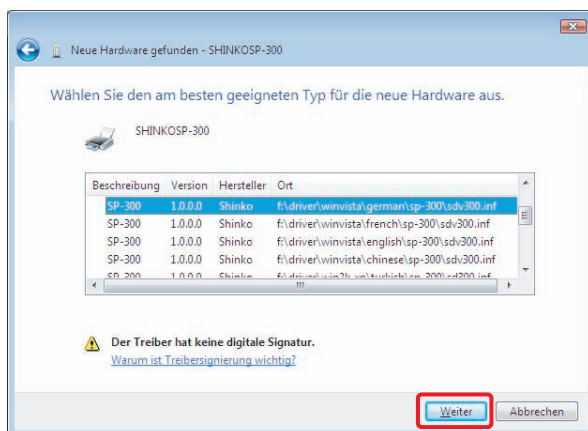 Neue Hardware gefunden - SHINKOSP-300
Wählen Sie den am besten geeigneten Typ für die neue Hardware aus.
SHINKOSP-300
Beschreibung Version Hersteller Ort
SP-300 1.0.0.0 Shinko f:\driver\winvista\german\sp-300\sdv300.inf
SP-300 1.0.0.0 Shinko f:\driver\winvista\french\sp-300\sdv300.inf
SP-300 1.0.0.0 Shinko f:\driver\winvista\english\sp-300\sdv300.inf
SP-300 1.0.0.0 Shinko f:\driver\winvista\chinese\sp-300\sdv300.inf
Der Treiber hat keine digitale Signatur.
Warum ist Treibersignierung wichtig?
Weiter Abbrechen